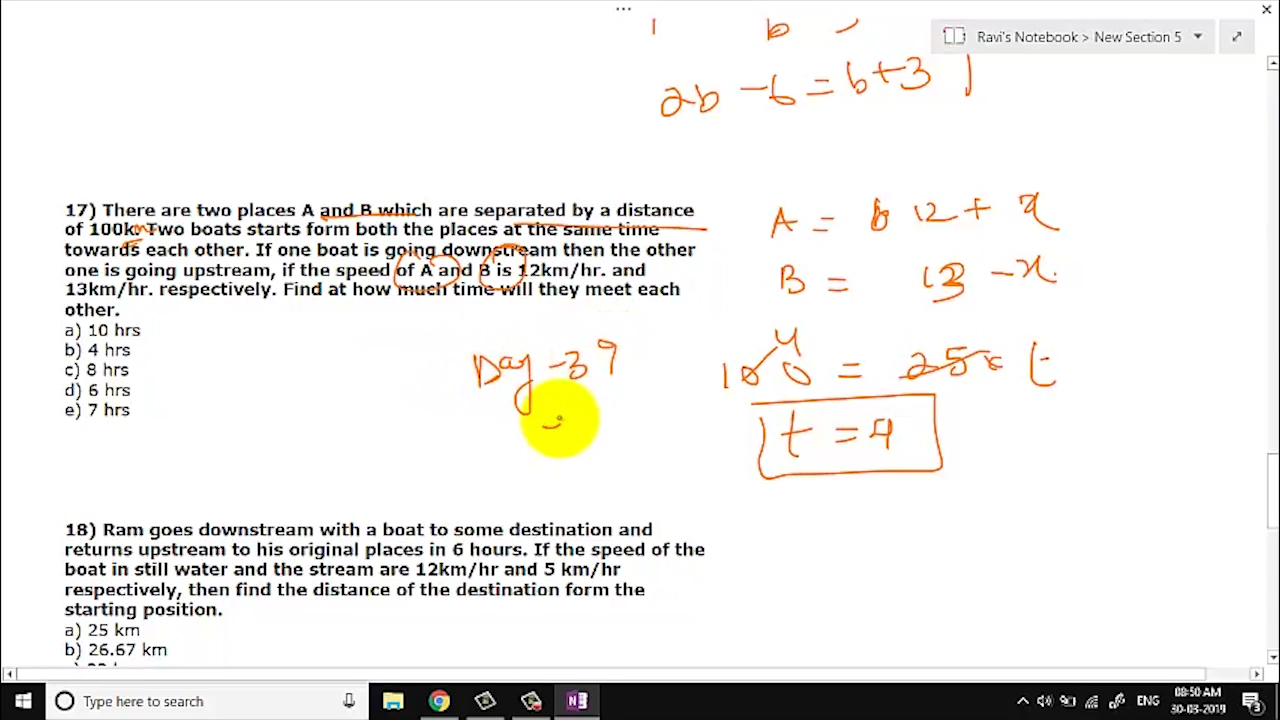 Ravi's Notebook > New Section 5
2b - 6 = b + 3
17) There are two places A and B which are separated by a distance
of 100km. Two boats starts form both the places at the same time
towards each other. If one boat is going downstream then the other
one is going upstream, if the speed of A and B is 12km/hr. and
13km/hr. respectively. Find at how much time will they meet each
other.
a) 10 hrs
b) 4 hrs
c) 8 hrs
d) 6 hrs
e) 7 hrs
A = 12 + x
B = 13 - x
4
100 = 25 × t
t = 4
Day - 39
18) Ram goes downstream with a boat to some destination and
returns upstream to his original places in 6 hours. If the speed of the
boat in still water and the stream are 12km/hr and 5 km/hr
respectively, then find the distance of the destination form the
starting position.
a) 25 km
b) 26.67 km
Type here to search
ENG
08:50 AM
30-03-2019
3